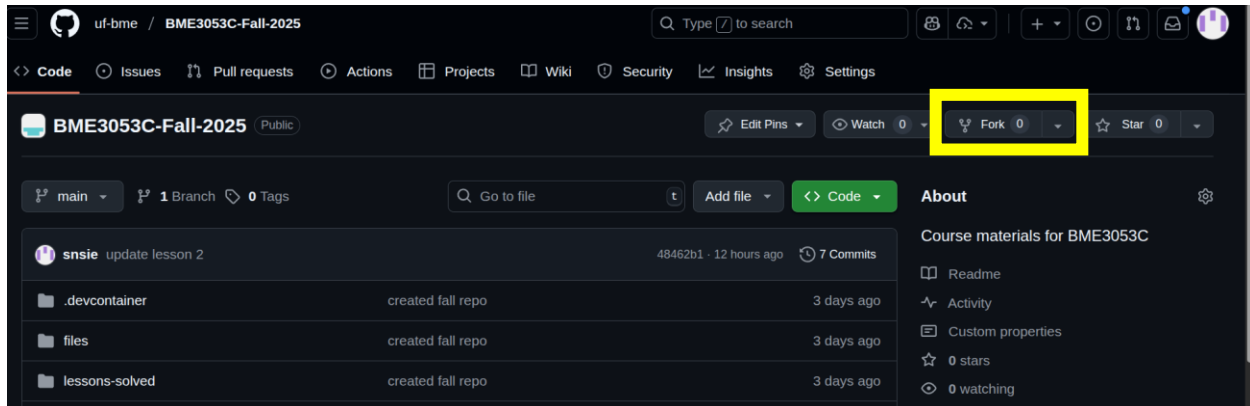 uf-bme / BME3053C-Fall-2025 Type / to search
Code Issues Pull requests Actions Projects Wiki Security Insights Settings
BME3053C-Fall-2025 Public Edit Pins Watch 0 Fork 0 Star 0
main 1 Branch 0 Tags Go to file t Add file Code
About
snsie update lesson 2 48462b1 · 12 hours ago 7 Commits
Course materials for BME3053C
.devcontainer created fall repo 3 days ago
files created fall repo 3 days ago
lessons-solved created fall repo 3 days ago
Readme
Activity
Custom properties
0 stars
0 watching